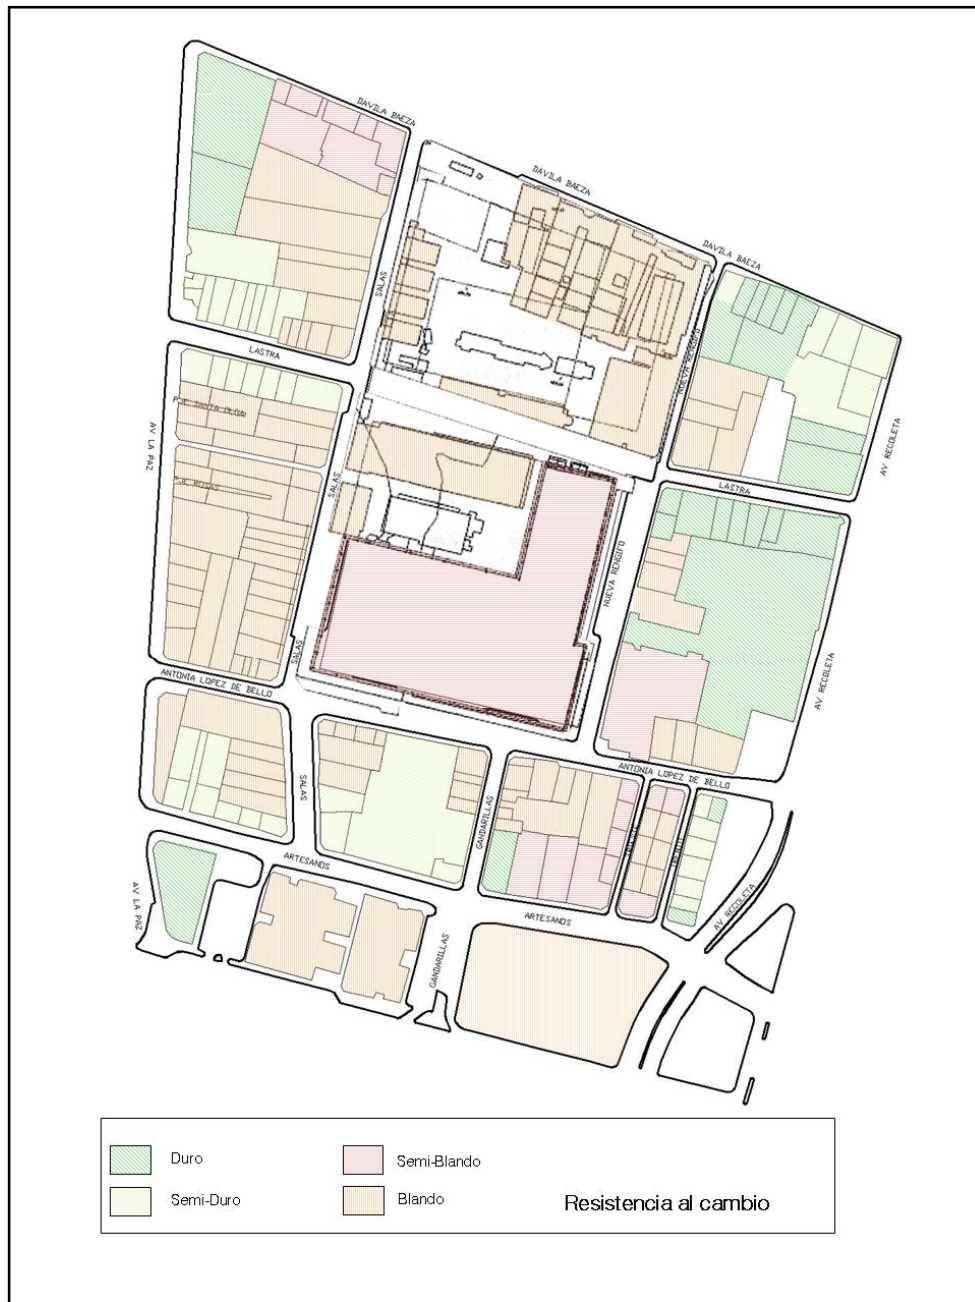 DAVILA BAEZA
DAVILA BAEZA
DAVILA BAEZA
SALAS
NUEVA RENGIFO
LASTRA
AV RECOLETA
AV LA PAZ
SALAS
LASTRA
NUEVA RENGIFO
SALAS
AV RECOLETA
ANTONIA LOPEZ DE BELLO
ANTONIA LOPEZ DE BELLO
SALAS
GANDARILLAS
ARTESANOS
AV LA PAZ
ARTESANOS
AV RECOLETA
GANDARILLAS
Duro
Semi-Blando
Semi-Duro
Blando
Resistencia al cambio